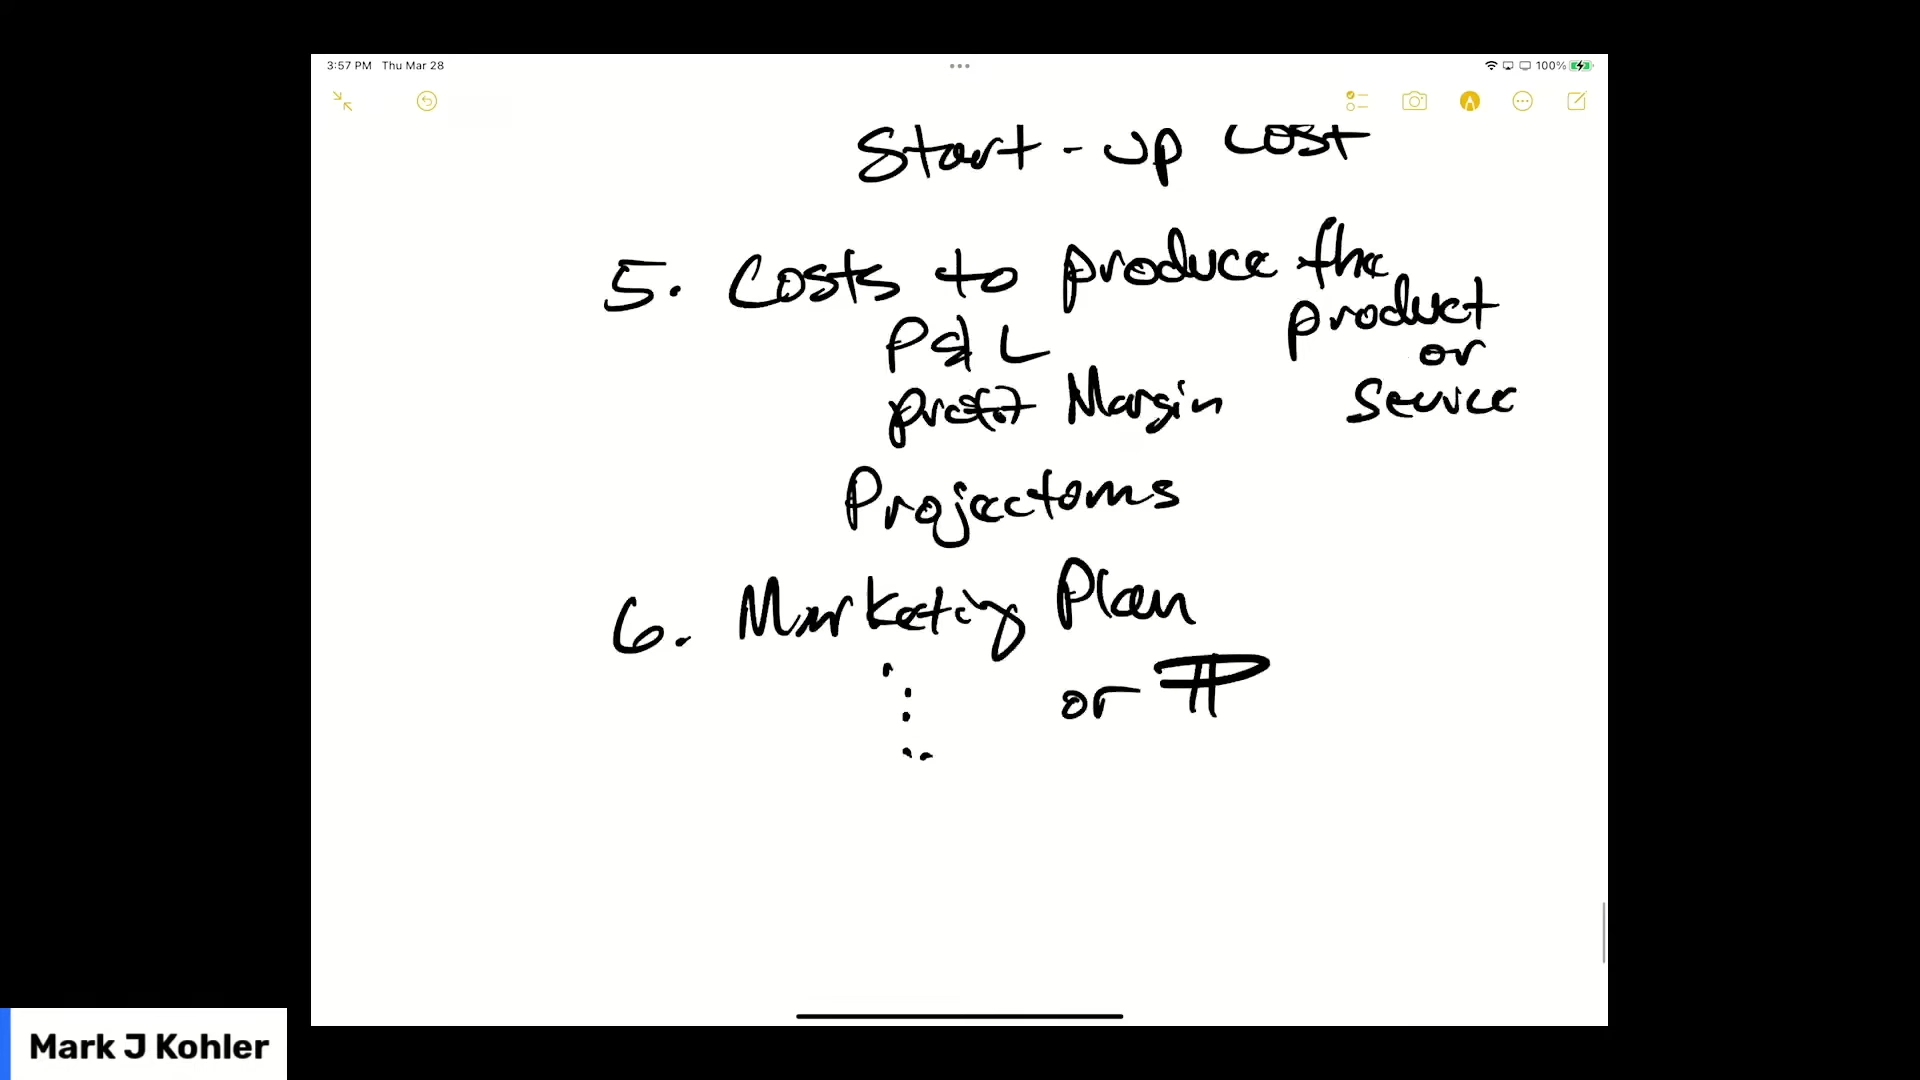 3:57 PM Thu Mar 28
100%
Start-up Cost
5. Costs to produce the
product
or
service
P & L
profit Margin
Projections
6. Marketing Plan
or
Mark J Kohler